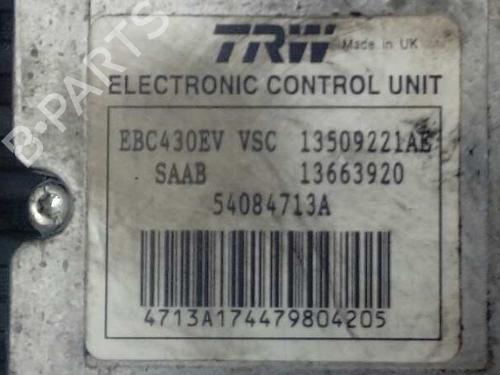 TRW Made in UK
ELECTRONIC CONTROL UNIT
EBC430EV VSC 13509221AE
SAAB 13663920
54084713A
4713A174479804205
B-PARTS